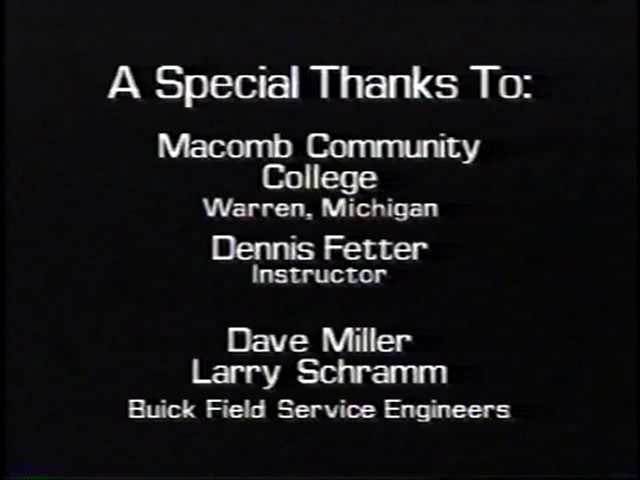 A Special Thanks To:
Macomb Community
College
Warren, Michigan
Dennis Fetter
Instructor
Dave Miller
Larry Schramm
Buick Field Service Engineers